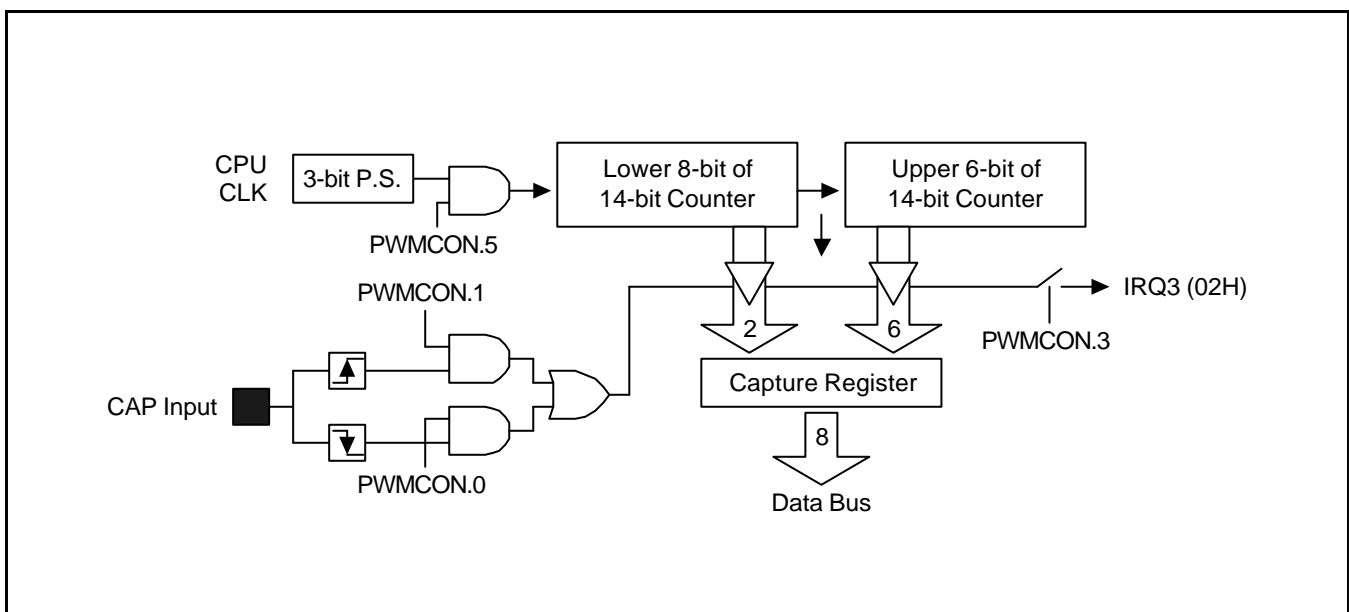 CPU
CLK
3-bit P.S.
Lower 8-bit of
14-bit Counter
Upper 6-bit of
14-bit Counter
PWMCON.5
PWMCON.1
IRQ3 (02H)
2
6
PWMCON.3
Capture Register
CAP Input
8
PWMCON.0
Data Bus